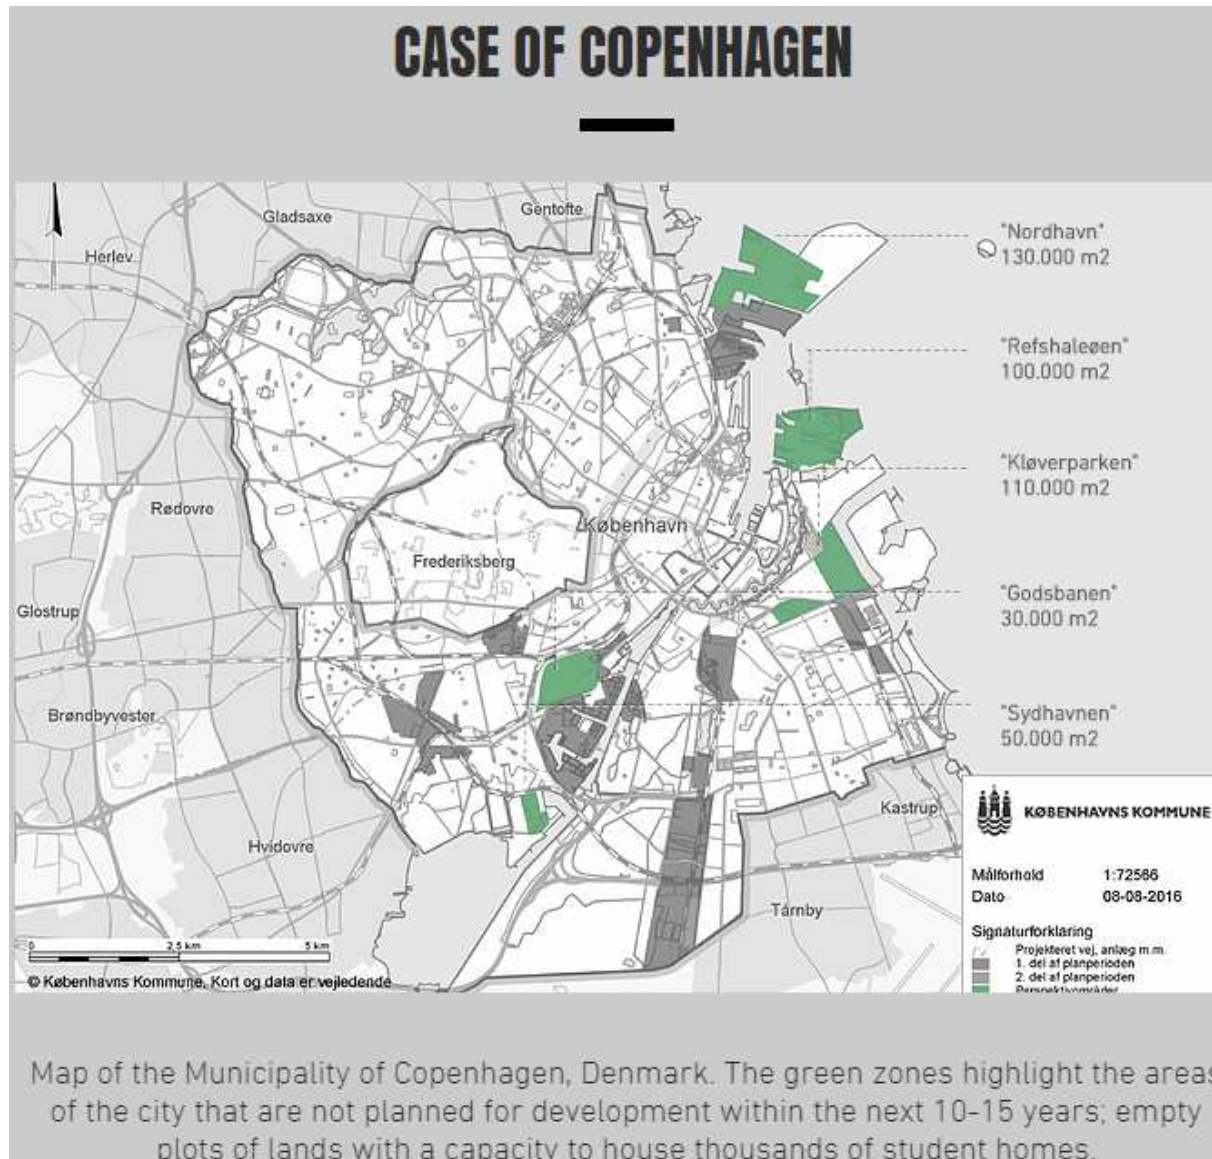 CASE OF COPENHAGEN
Gentofte
Gladsaxe
Herlev
"Nordhavn"
130.000 m2
"Refshaleøen"
100.000 m2
"Kløverparken"
110.000 m2
Rødovre
København
Frederiksberg
Glostrup
"Godsbanen"
30.000 m2
Brøndbyvester
"Sydhavnen"
50.000 m2
Kastrup
KØBENHAVNS KOMMUNE
Hvidovre
Målforhold 1:72566
Dato 08-08-2016
Tårnby
Signaturforklaring
Projekteret vej, anlæg m.m.
1. del af planperioden
2. del af planperioden
Perspektivområder
0 2,5 km 5 km
© Københavns Kommune, Kort og data er vejledende
Map of the Municipality of Copenhagen, Denmark. The green zones highlight the areas
of the city that are not planned for development within the next 10-15 years; empty
plots of lands with a capacity to house thousands of student homes.